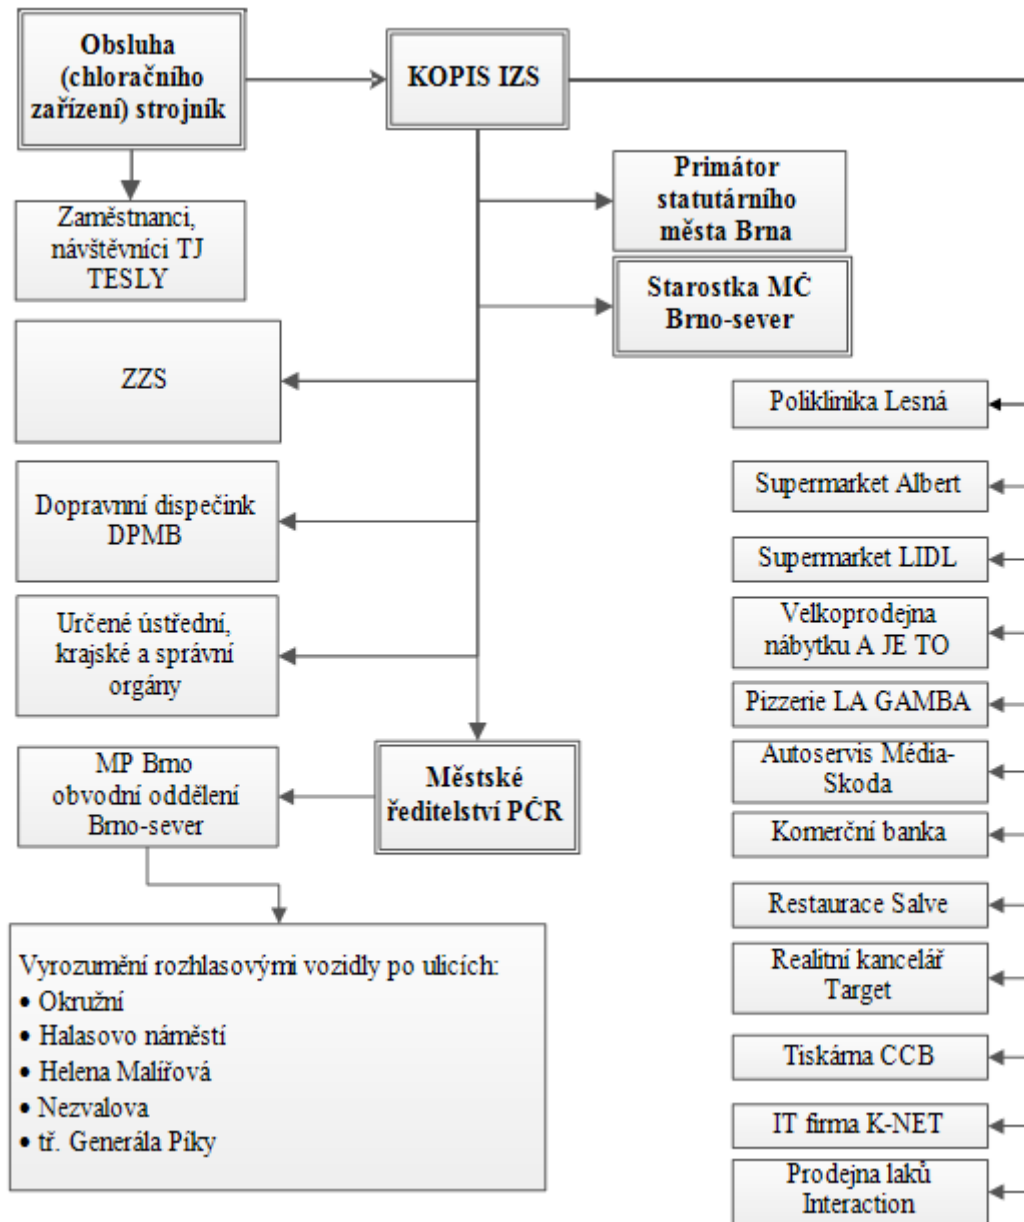 Obsluha
(chloračního
zařízení) strojník
KOPIS IZS
Primátor
statutárního
města Brna
Zaměstnanci,
návštěvníci TJ
TESLY
Starostka MČ
Brno-sever
ZZS
Dopravnní dispečink
DPMB
Určené ústřední,
krajské a správní
orgány
MP Brno
obvodní oddělení
Brno-sever
Městské
ředitelství PČR
Vyrozumění rozhlasovými vozidly po ulicích:
• Okružní
• Halasovo náměstí
• Helena Malířová
• Nezvalova
• tř. Generála Píky
Poliklinika Lesná
Supermarket Albert
Supermarket LIDL
Velkoprodejna
nábytku A JE TO
Pizzerie LA GAMBA
Autoservis Média-
Skoda
Komerční banka
Restaurace Salve
Realitní kancelář
Target
Tiskárna CCB
IT firma K-NET
Prodejna laků
Interaction